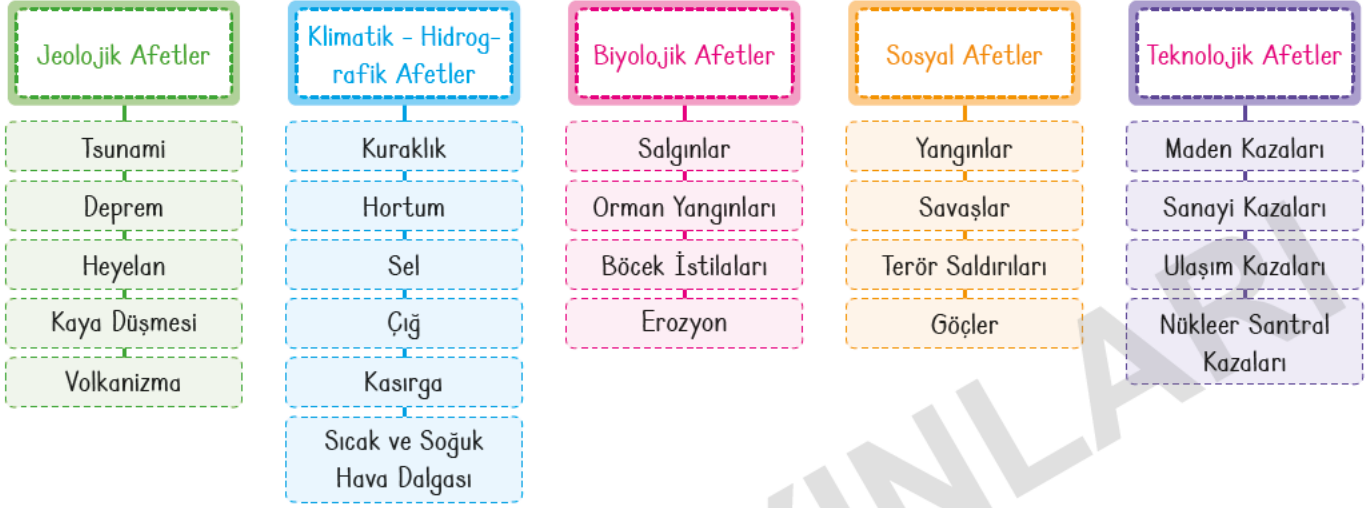 Jeolojik Afetler
Tsunami
Deprem
Heyelan
Kaya Düşmesi
Volkanizma
Klimatik - Hidrog-
rafik Afetler
Kuraklık
Hortum
Sel
Çığ
Kasırga
Sıcak ve Soğuk
Hava Dalgası
Biyolojik Afetler
Salgınlar
Orman Yangınları
Böcek İstilaları
Erozyon
Sosyal Afetler
Yangınlar
Savaşlar
Terör Saldırıları
Göçler
Teknolojik Afetler
Maden Kazaları
Sanayi Kazaları
Ulaşım Kazaları
Nükleer Santral
Kazaları